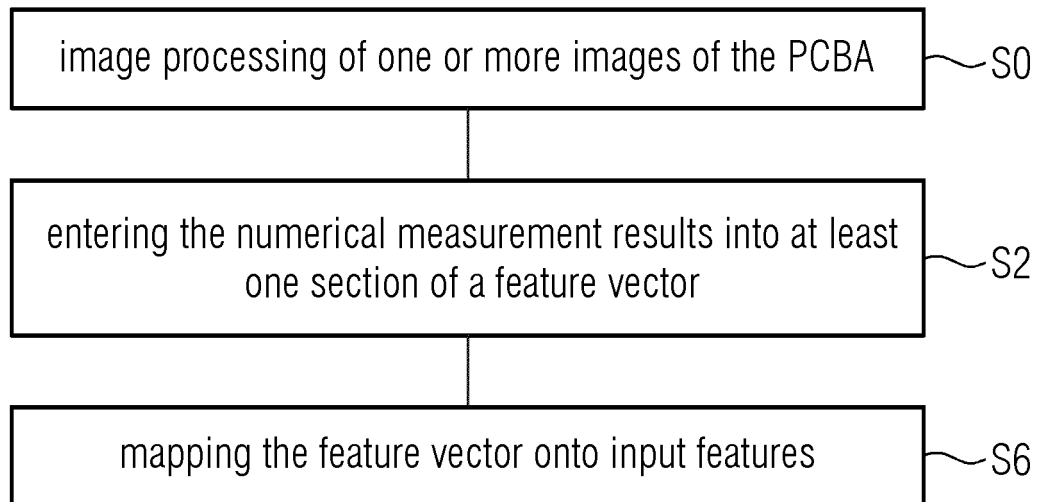 image processing of one or more images of the PCBA
S0
entering the numerical measurement results into at least
one section of a feature vector
S2
mapping the feature vector onto input features
S6